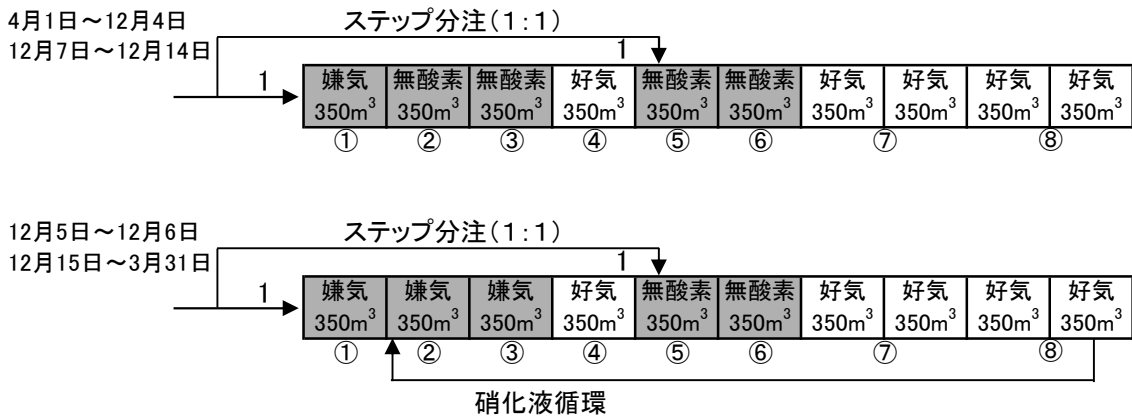 4月1日～12月4日
12月7日～12月14日
ステップ分注(1:1)
1 1
嫌気 無酸素 無酸素 好気 無酸素 無酸素 好気 好気 好気 好気
350m³ 350m³ 350m³ 350m³ 350m³ 350m³ 350m³ 350m³ 350m³ 350m³
① ② ③ ④ ⑤ ⑥ ⑦ ⑧
12月5日～12月6日
12月15日～3月31日
ステップ分注(1:1)
1 1
嫌気 嫌気 嫌気 好気 無酸素 無酸素 好気 好気 好気 好気
350m³ 350m³ 350m³ 350m³ 350m³ 350m³ 350m³ 350m³ 350m³ 350m³
① ② ③ ④ ⑤ ⑥ ⑦ ⑧
硝化液循環